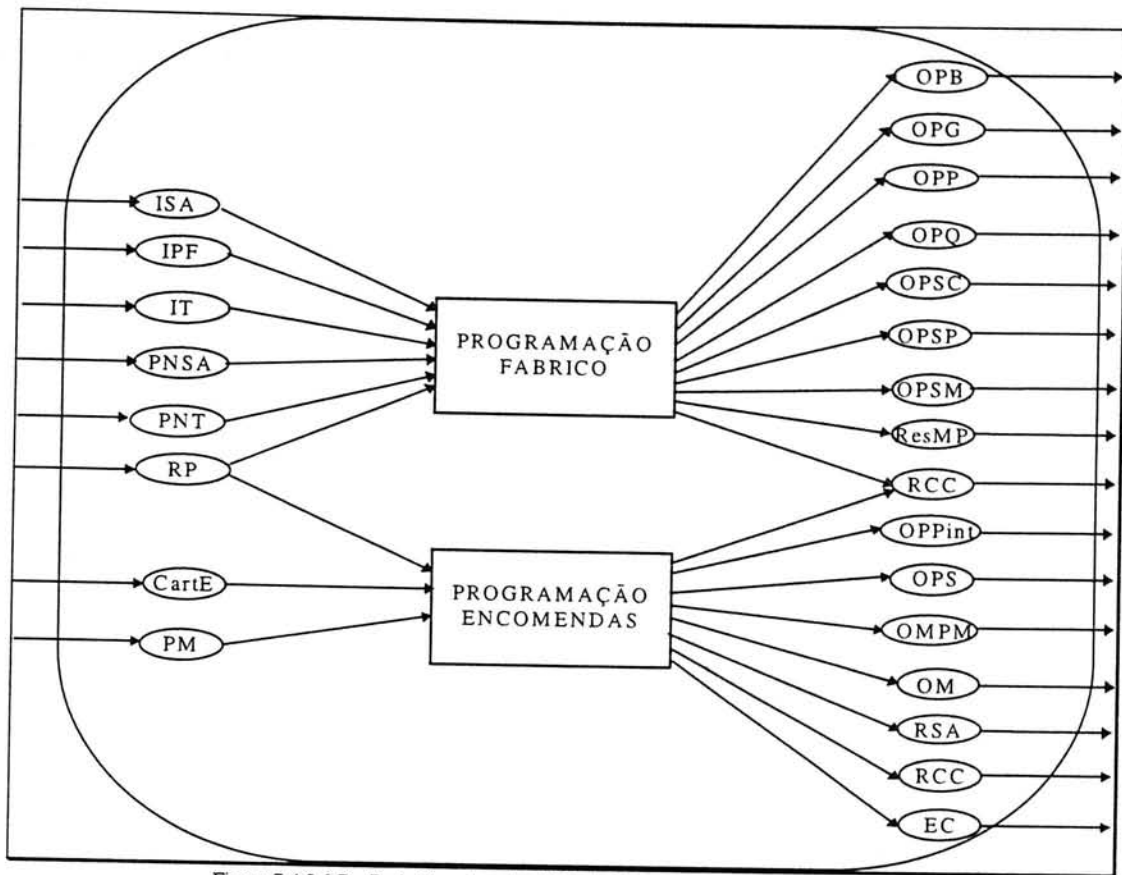 ISA
IPF
IT
PNSA
PNT
RP
CartE
PM
PROGRAMAÇÃO
FABRICO
PROGRAMAÇÃO
ENCOMENDAS
OPB
OPG
OPP
OPQ
OPSC
OPSP
OPSM
ResMP
RCC
OPPint
OPS
OMPM
OM
RSA
RCC
EC